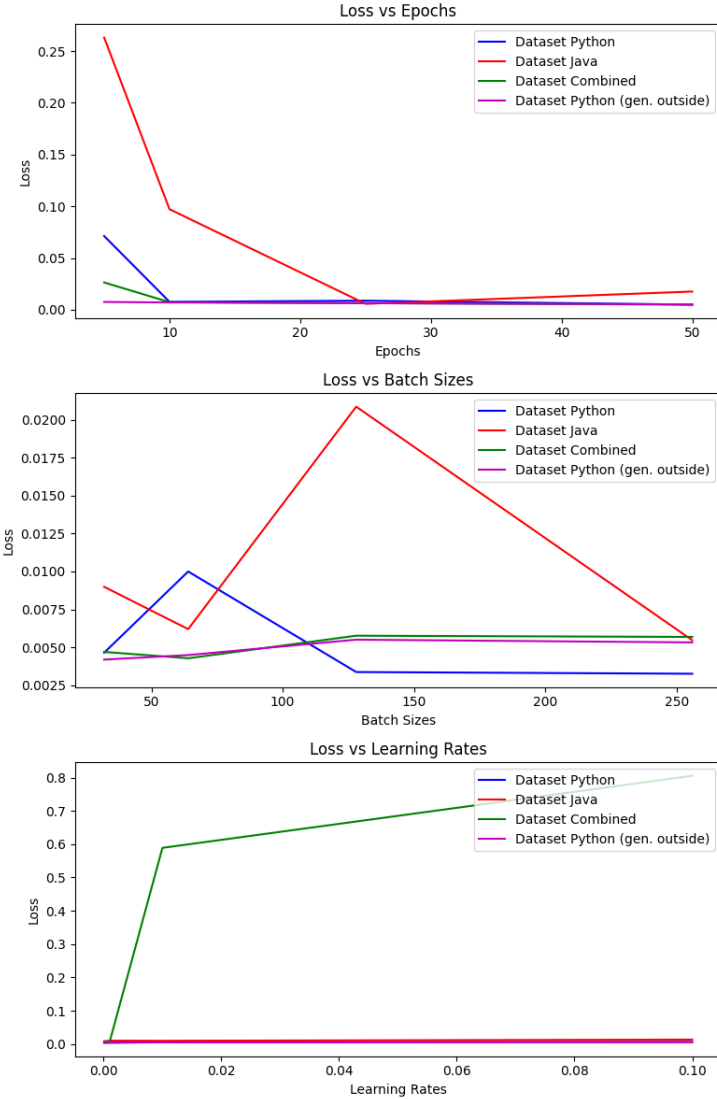 Loss vs Epochs
Dataset Python
Dataset Java
Dataset Combined
Dataset Python (gen. outside)
0.25
0.20
0.15
0.10
0.05
0.00
Loss
10
20
30
40
50
Epochs
Loss vs Batch Sizes
Dataset Python
Dataset Java
Dataset Combined
Dataset Python (gen. outside)
0.0200
0.0175
0.0150
0.0125
0.0100
0.0075
0.0050
0.0025
Loss
50
100
150
200
250
Batch Sizes
Loss vs Learning Rates
Dataset Python
Dataset Java
Dataset Combined
Dataset Python (gen. outside)
0.8
0.7
0.6
0.5
0.4
0.3
0.2
0.1
0.0
Loss
0.00
0.02
0.04
0.06
0.08
0.10
Learning Rates